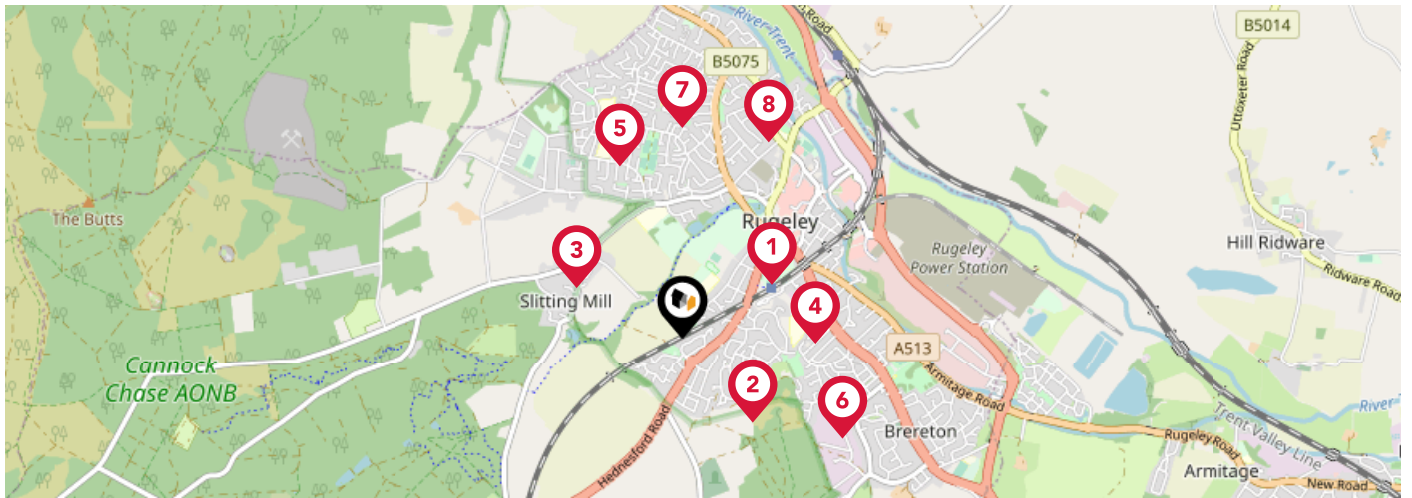 River Trent
Road
B5014
B5075
Uttoxeter Road
7
8
5
The Butts
Rugeley
Hill Ridware
3
1
Rugeley
Power Station
Ridware Road
Slitting Mill
4
A513
Cannock
Chase AONB
2
Armitage Road
6
River
Hednesford Road
Brereton
Rugeley Road
Trent Valley Line
Armitage
New Road